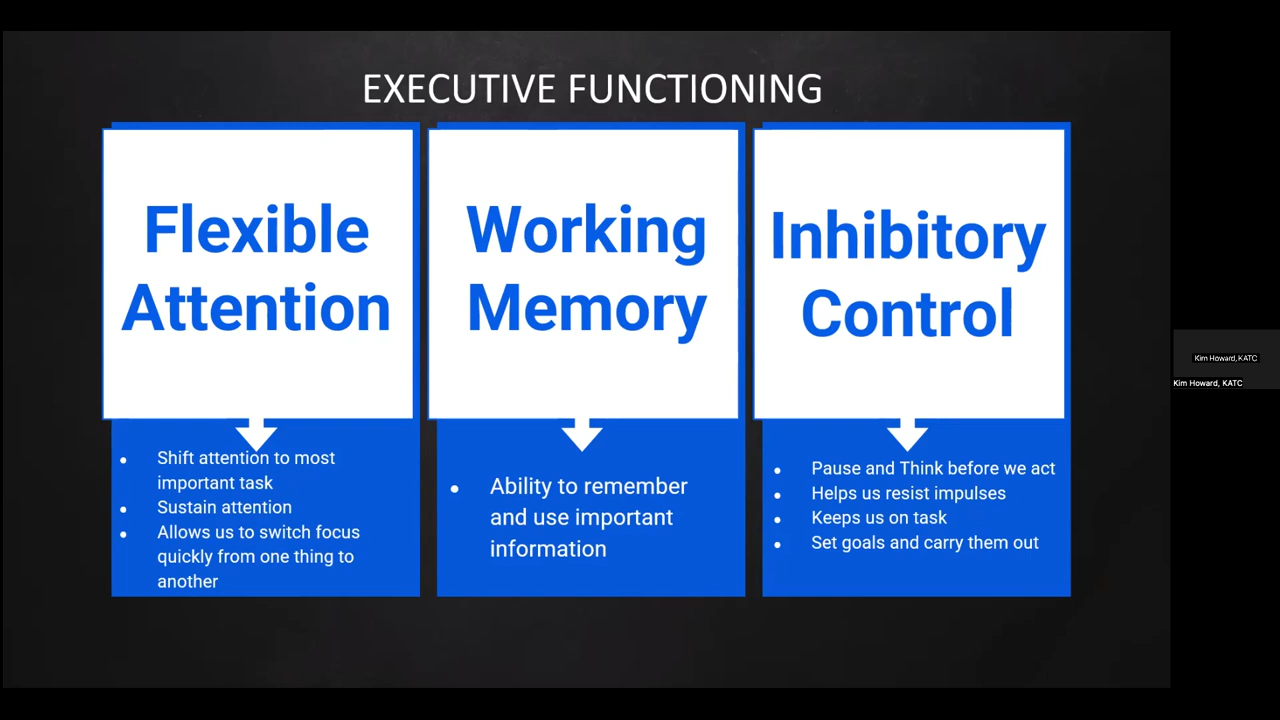 EXECUTIVE FUNCTIONING
Flexible
Attention
• Shift attention to most
important task
• Sustain attention
• Allows us to switch focus
quickly from one thing to
another
Working
Memory
• Ability to remember
and use important
information
Inhibitory
Control
• Pause and Think before we act
• Helps us resist impulses
• Keeps us on task
• Set goals and carry them out
Kim Howard, KATC
Kim Howard, KATC